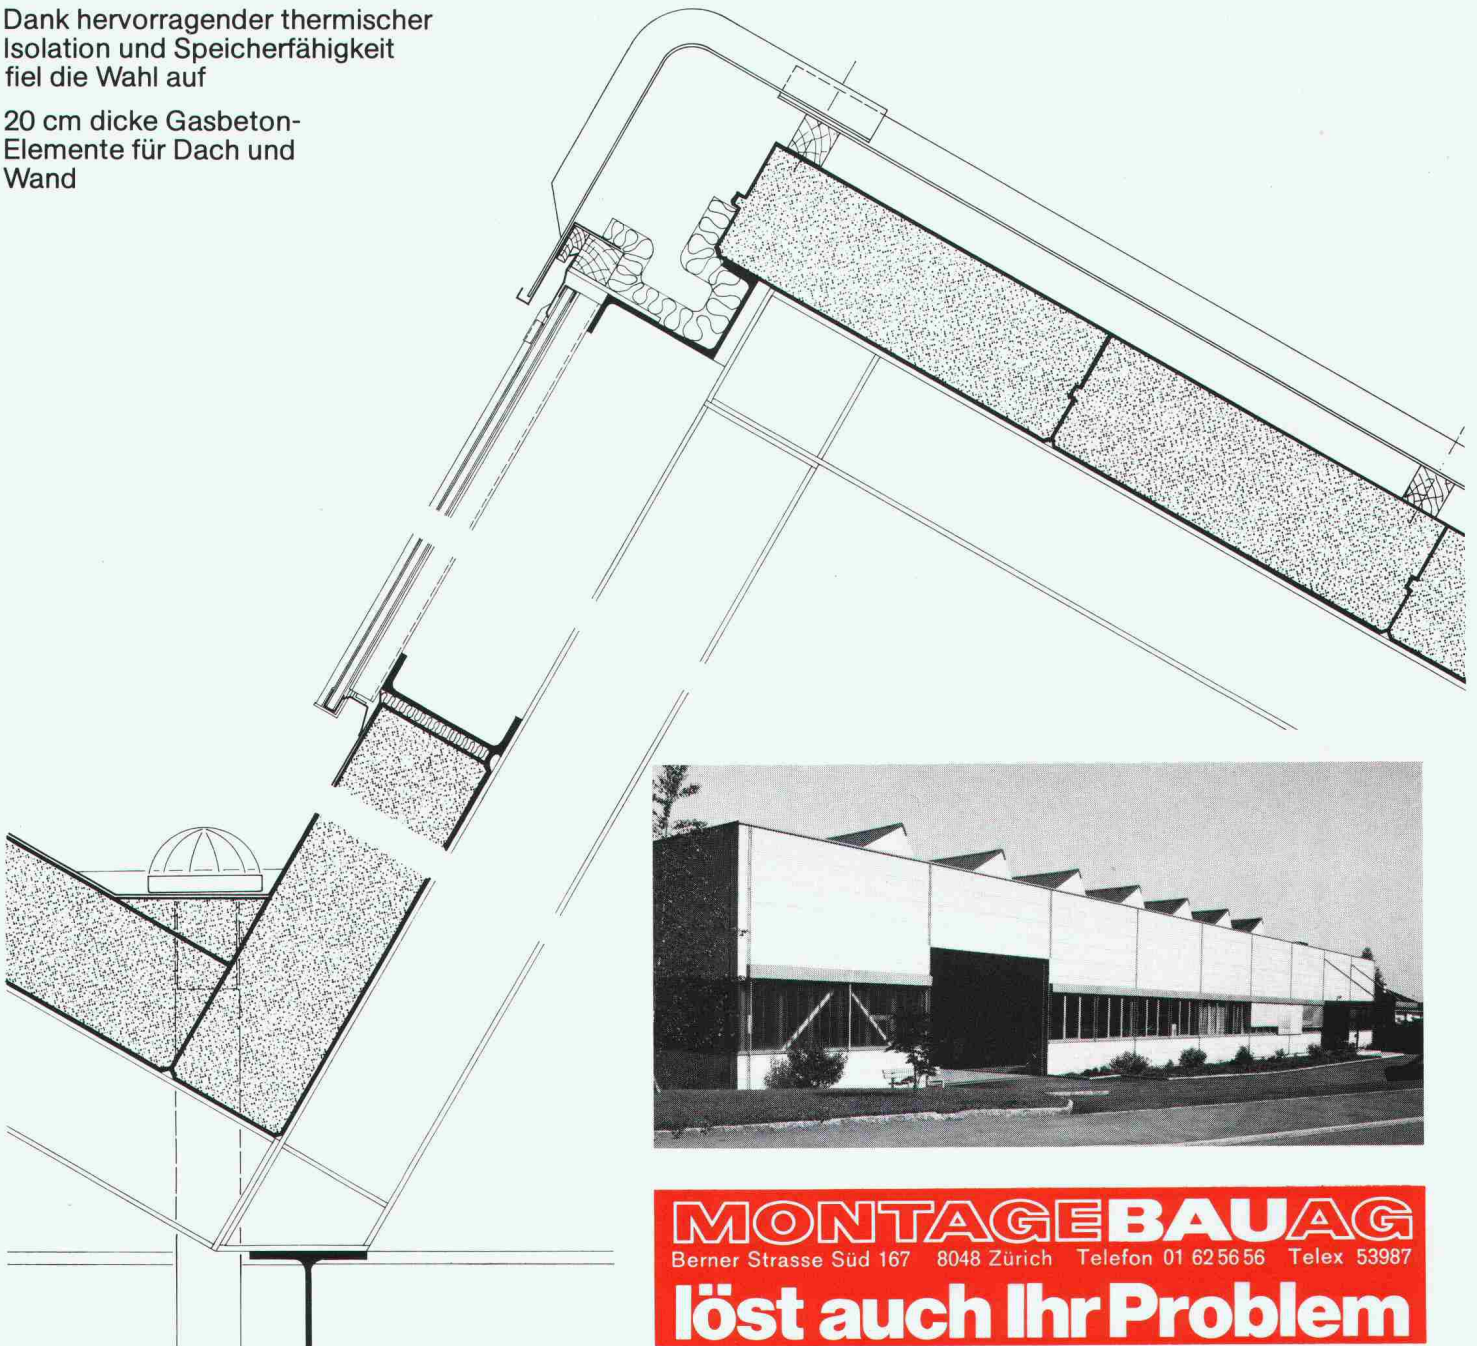 Dank hervorragender thermischer
Isolation und Speicherfähigkeit
fiel die Wahl auf
20 cm dicke Gasbeton-
Elemente für Dach und
Wand
MONTAGEBAUAG
Berner Strasse Süd 167 8048 Zürich Telefon 01 62 56 56 Telex 53987
löst auch Ihr Problem